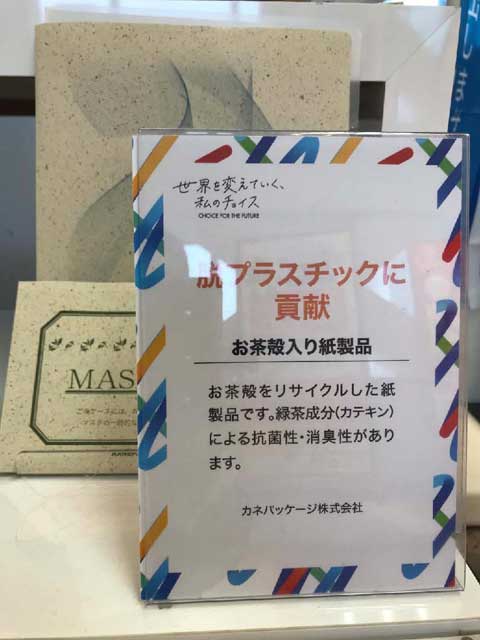 世界を変えていく、
私のチョイス
CHOICE FOR THE FUTURE
脱プラスチックに
貢献
お茶殻入り紙製品
お茶殻をリサイクルした紙
製品です。緑茶成分(カテキン)
による抗菌性・消臭性があり
ます。
カネパッケージ株式会社
MAS